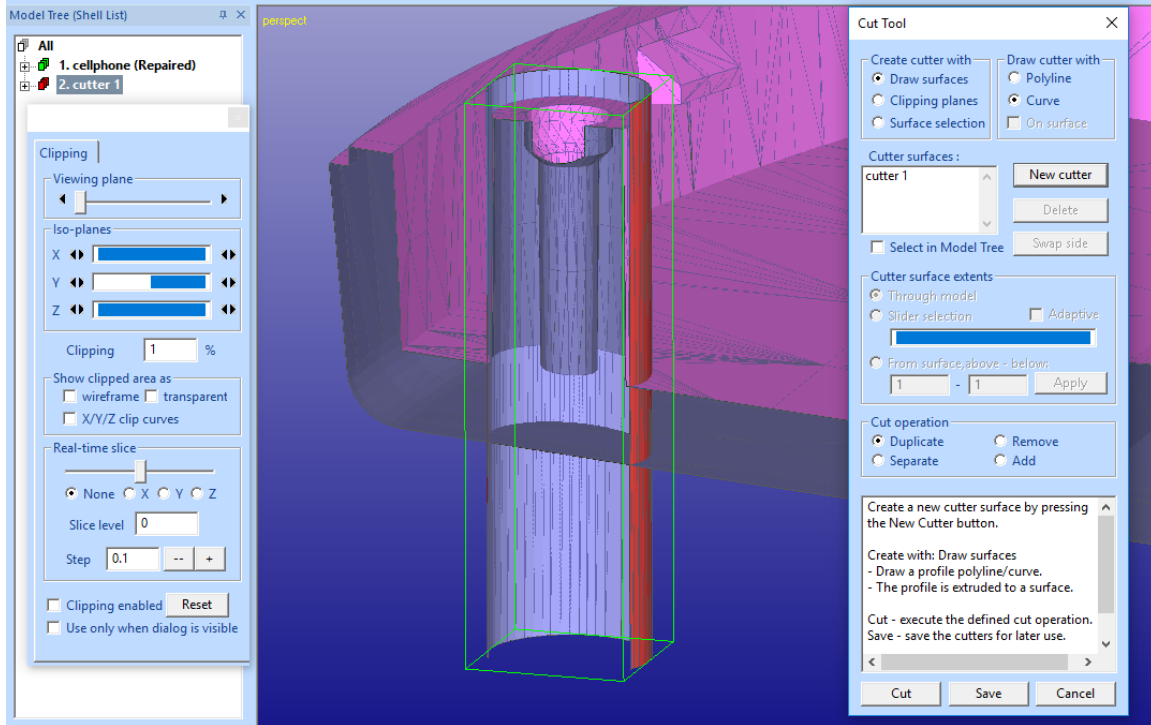 Model Tree (Shell List)
All
1. cellphone (Repaired)
2. cutter 1
Clipping
Viewing plane
Iso-planes
X
Y
Z
Clipping 1 %
Show clipped area as
wireframe transparent
X/Y/Z clip curves
Real-time slice
None X Y Z
Slice level 0
Step 0.1 -- +
Clipping enabled Reset
Use only when dialog is visible
perspect
Cut Tool
Create cutter with
Draw surfaces
Clipping planes
Surface selection
Draw cutter with
Polyline
Curve
On surface
Cutter surfaces :
cutter 1
New cutter
Delete
Select in Model Tree
Swap side
Cutter surface extents
Through model
Slider selection Adaptive
From surface,above - below:
1 - 1 Apply
Cut operation
Duplicate Remove
Separate Add
Create a new cutter surface by pressing
the New Cutter button.
Create with: Draw surfaces
- Draw a profile polyline/curve.
- The profile is extruded to a surface.
Cut - execute the defined cut operation.
Save - save the cutters for later use.
Cut Save Cancel